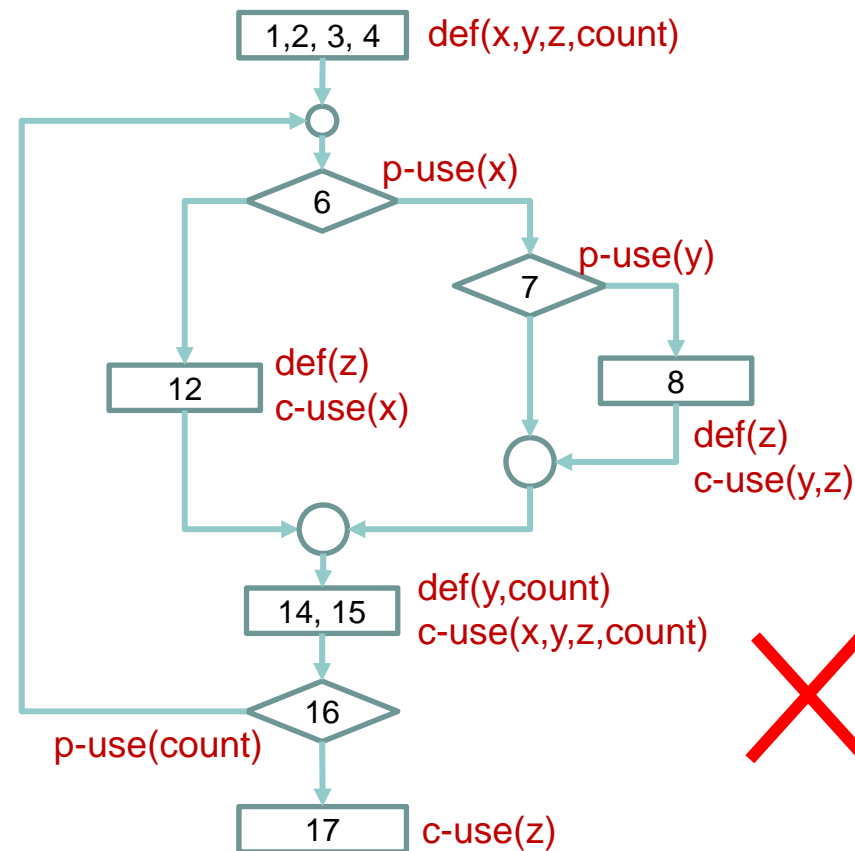 1,2, 3, 4
def(x,y,z,count)
p-use(x)
6
p-use(y)
7
def(z)
c-use(x)
12
8
def(z)
c-use(y,z)
def(y,count)
14, 15
c-use(x,y,z,count)
16
p-use(count)
17
c-use(z)